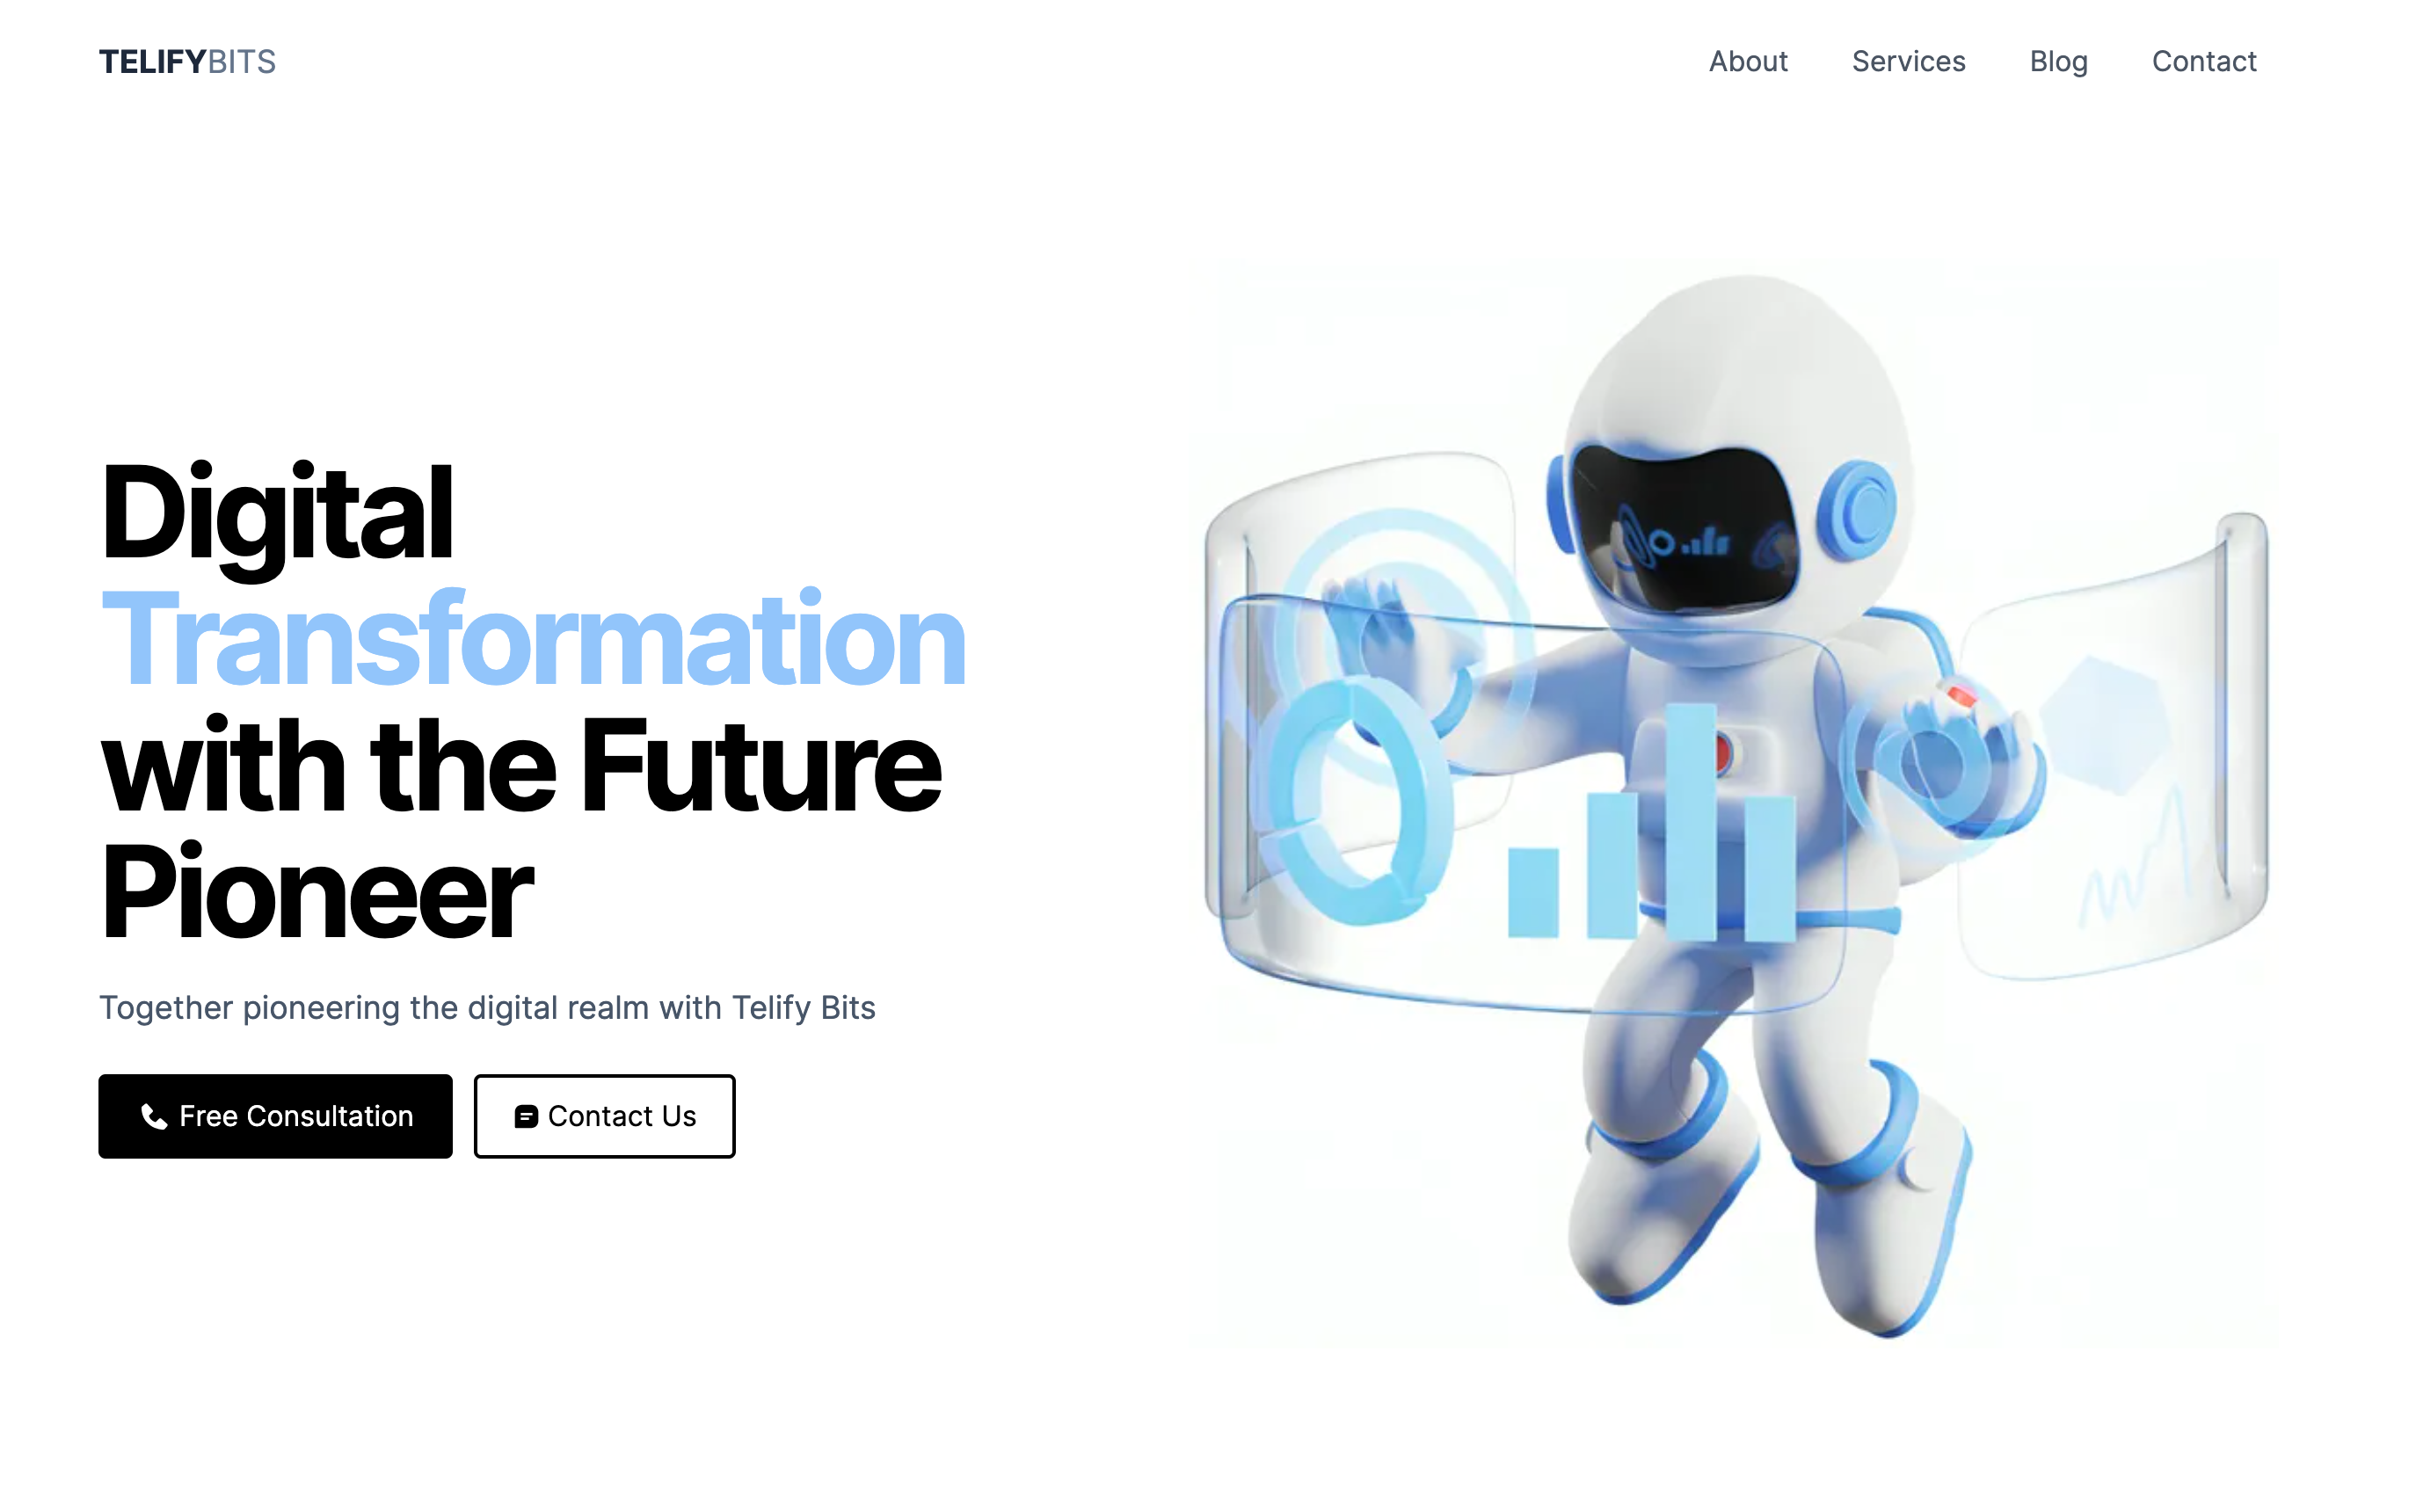 TELIFYBITS
About Services Blog Contact
Digital
Transformation
with the Future
Pioneer
Together pioneering the digital realm with Telify Bits
Free Consultation
Contact Us